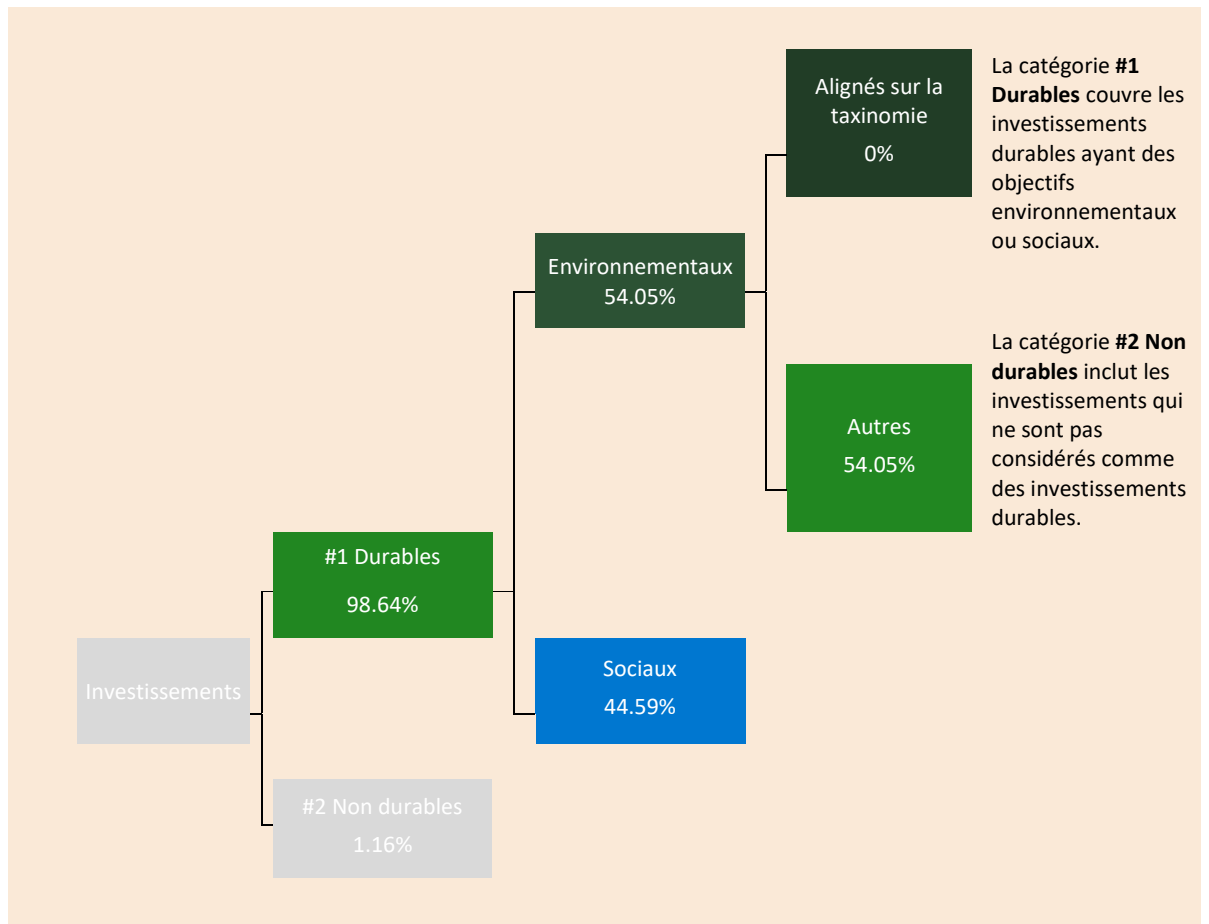 Alignés sur la
taxinomie
0%
La catégorie #1
Durables couvre les
investissements
durables ayant des
objectifs
environnementaux
ou sociaux.
Environnementaux
54.05%
La catégorie #2 Non
durables inclut les
investissements qui
ne sont pas
considérés comme
des investissements
durables.
Autres
54.05%
#1 Durables
98.64%
Sociaux
44.59%
Investissements
#2 Non durables
1.16%